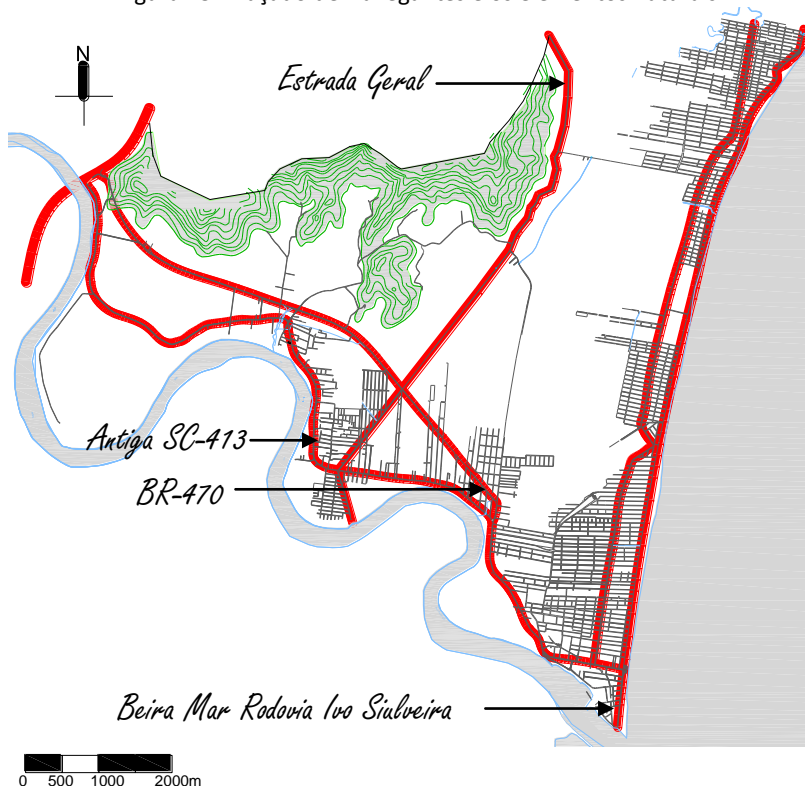 N
Estrada Geral
Antiga SC-413
BR-470
Beira Mar Rodovia Ivo Siulveira
0 500 1000 2000m